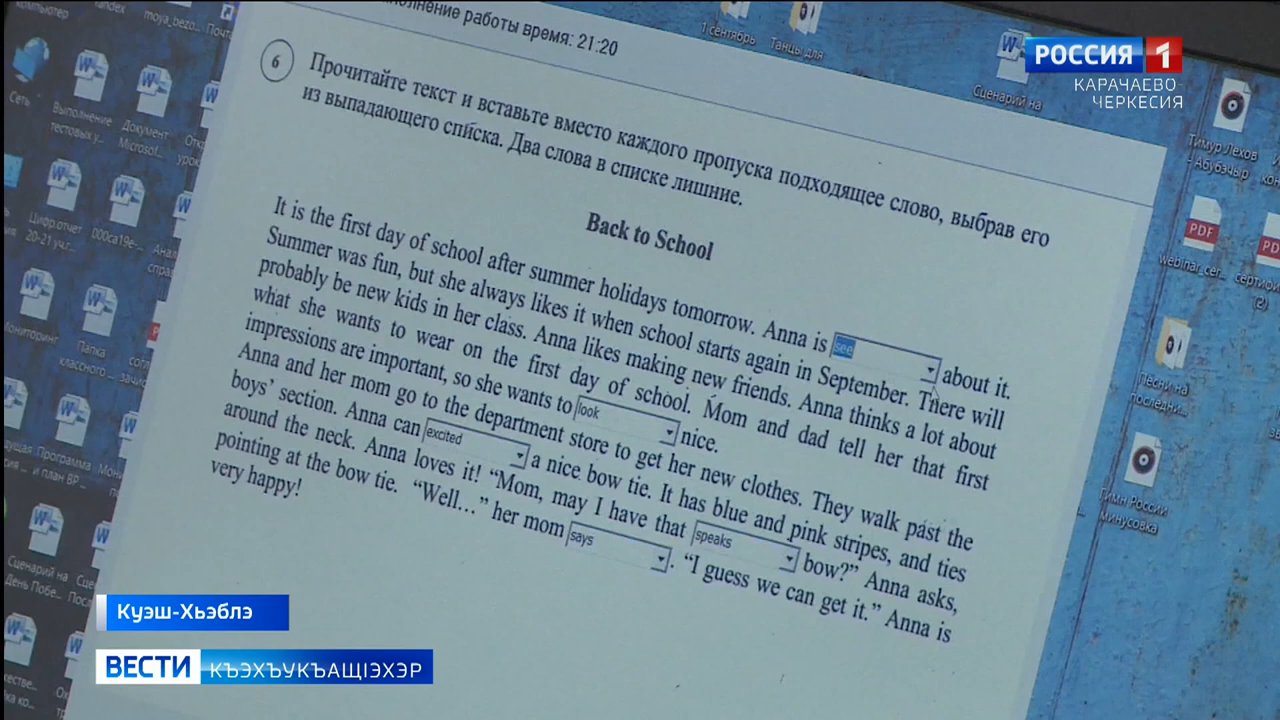 компьютер
moya_bezo...
Почт
полнение работы время: 21:20
1 сентябрь
Танцы для
РОССИЯ 1
КАРАЧАЕВО-
ЧЕРКЕСИЯ
Сценарий на
6
Прочитайте текст и вставьте вместо каждого пропуска подходящее слово, выбрав его
из выпадающего списка. Два слова в списке лишние.
Back to School
It is the first day of school after summer holidays tomorrow. Anna is see about it.
Summer was fun, but she always likes it when school starts again in September. There will
probably be new kids in her class. Anna likes making new friends. Anna thinks a lot about
what she wants to wear on the first day of school. Mom and dad tell her that first
impressions are important, so she wants to look nice.
Anna and her mom go to the department store to get her new clothes. They walk past the
boys’ section. Anna can excited a nice bow tie. It has blue and pink stripes, and ties
around the neck. Anna loves it! “Mom, may I have that speaks bow?” Anna asks,
pointing at the bow tie. “Well…” her mom says. “I guess we can get it.” Anna is
very happy!
Сеть
Выполнение
тестовых у...
Документ
Microsof...
Цифр.отчет
20-21 уч.г...
000ca19e-...
Мониторинг
Папка
классного...
Программа
и план ВР...
Сценарий на
День Побе...
Тимур Лехов
- Абубэчыр
PDF
webinar_cer...
PDF
(2)
Песни на
последни...
Гимн России
минусовка
Куэш-Хьэблэ
ВЕСТИ КЪЭХЪУКЪАЩIЭХЭР